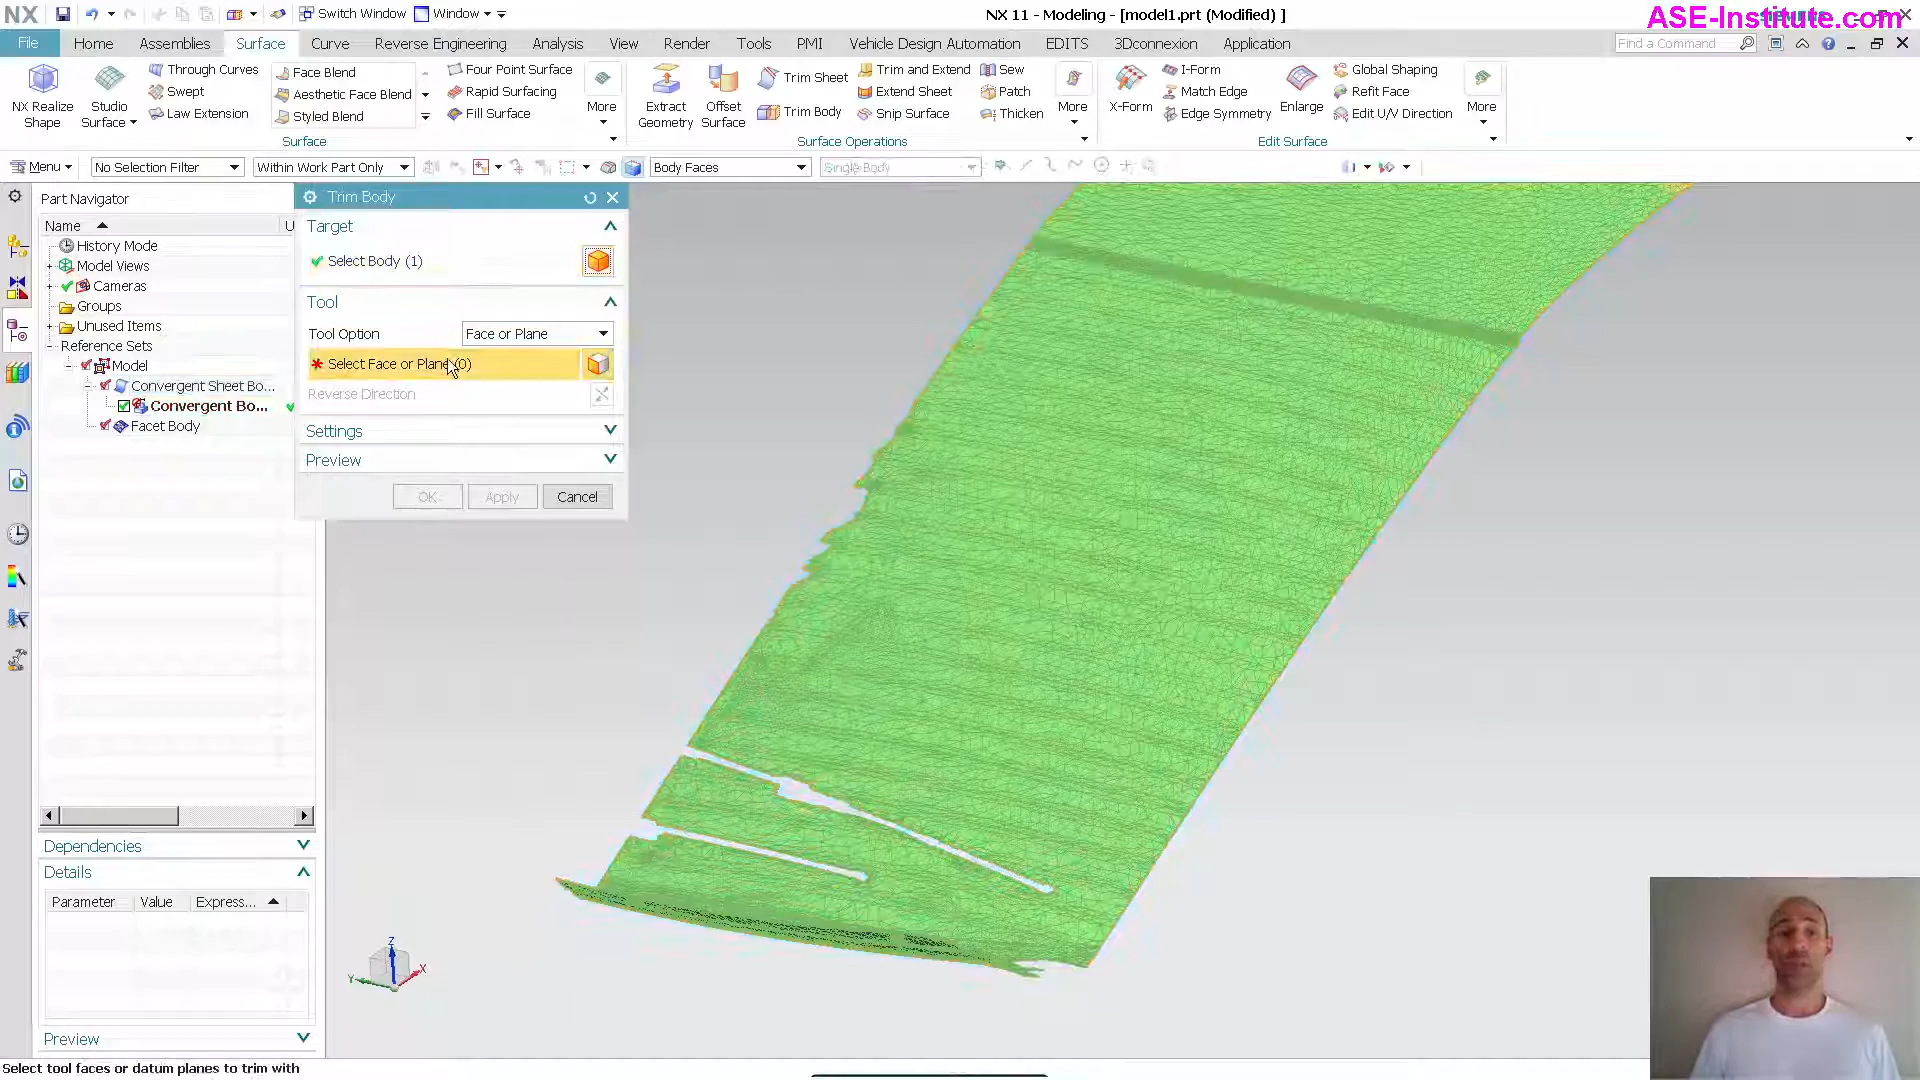 NX
Switch Window
Window
NX 11 - Modeling - [model1.prt (Modified) ]
ASE-Institute.com
File
Home
Assemblies
Surface
Curve
Reverse Engineering
Analysis
View
Render
Tools
PMI
Vehicle Design Automation
EDITS
3Dconnexion
Application
Find a Command
NX Realize Shape
Studio Surface
Through Curves
Swept
Law Extension
Face Blend
Aesthetic Face Blend
Styled Blend
Four Point Surface
Rapid Surfacing
Fill Surface
More
Surface
Extract Geometry
Offset Surface
Trim Sheet
Trim Body
Trim and Extend
Extend Sheet
Snip Surface
Sew
Patch
Thicken
More
Surface Operations
X-Form
I-Form
Match Edge
Edge Symmetry
Enlarge
Global Shaping
Refit Face
Edit U/V Direction
More
Edit Surface
Menu
No Selection Filter
Within Work Part Only
Body Faces
Single Body
Part Navigator
Name
U
History Mode
Model Views
Cameras
Groups
Unused Items
Reference Sets
Model
Convergent Sheet Bo...
Convergent Bo...
Facet Body
Trim Body
Target
Select Body (1)
Tool
Tool Option
Face or Plane
Select Face or Plane (0)
Reverse Direction
Settings
Preview
OK
Apply
Cancel
Dependencies
Details
Parameter
Value
Express...
Preview
Z
Y
X
Select tool faces or datum planes to trim with